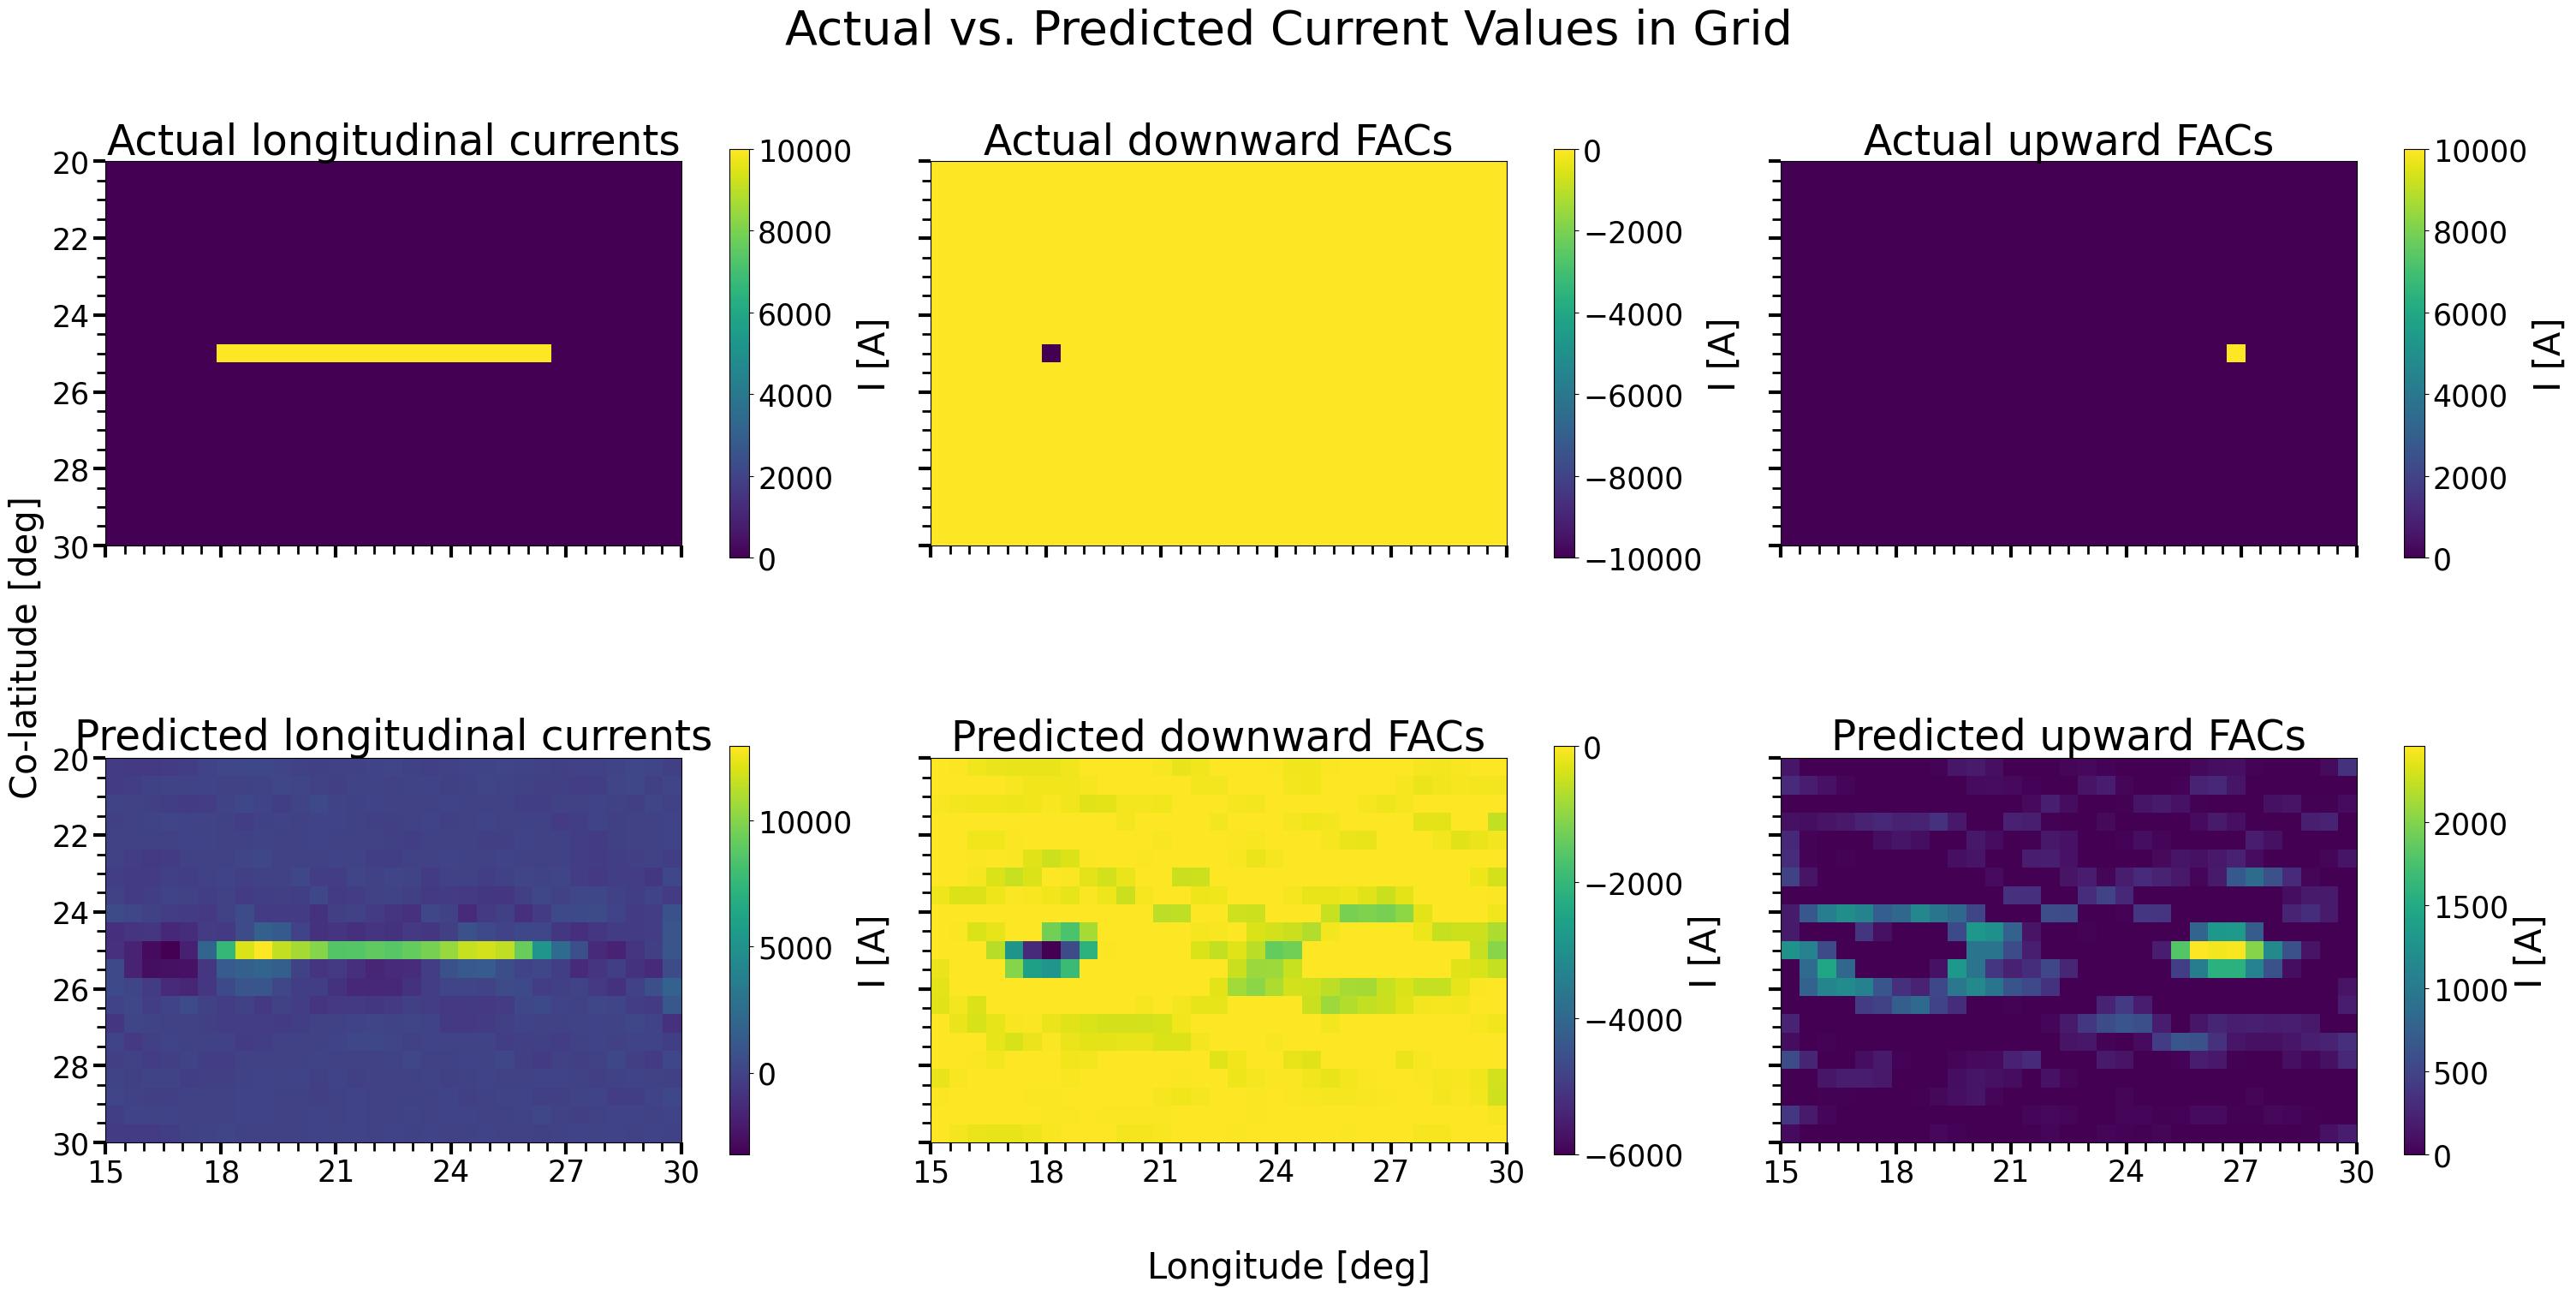 Actual vs. Predicted Current Values in Grid
Actual longitudinal currents
Actual downward FACs
Actual upward FACs
20
22
24
26
28
30
10000
8000
6000
4000
2000
0
I [A]
0
−2000
−4000
−6000
−8000
−10000
I [A]
10000
8000
6000
4000
2000
0
I [A]
Co-latitude [deg]
Predicted longitudinal currents
Predicted downward FACs
Predicted upward FACs
20
22
24
26
28
30
15 18 21 24 27 30
10000
5000
0
I [A]
15 18 21 24 27 30
0
−2000
−4000
−6000
I [A]
15 18 21 24 27 30
2000
1500
1000
500
0
I [A]
Longitude [deg]